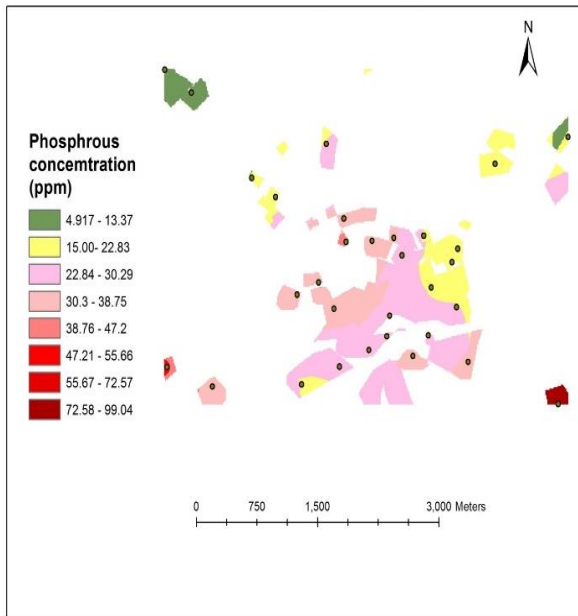 N
Phosphrous
concemtration
(ppm)
4.917 - 13.37
15.00- 22.83
22.84 - 30.29
30.3 - 38.75
38.76 - 47.2
47.21 - 55.66
55.67 - 72.57
72.58 - 99.04
0 750 1,500 3,000 Meters